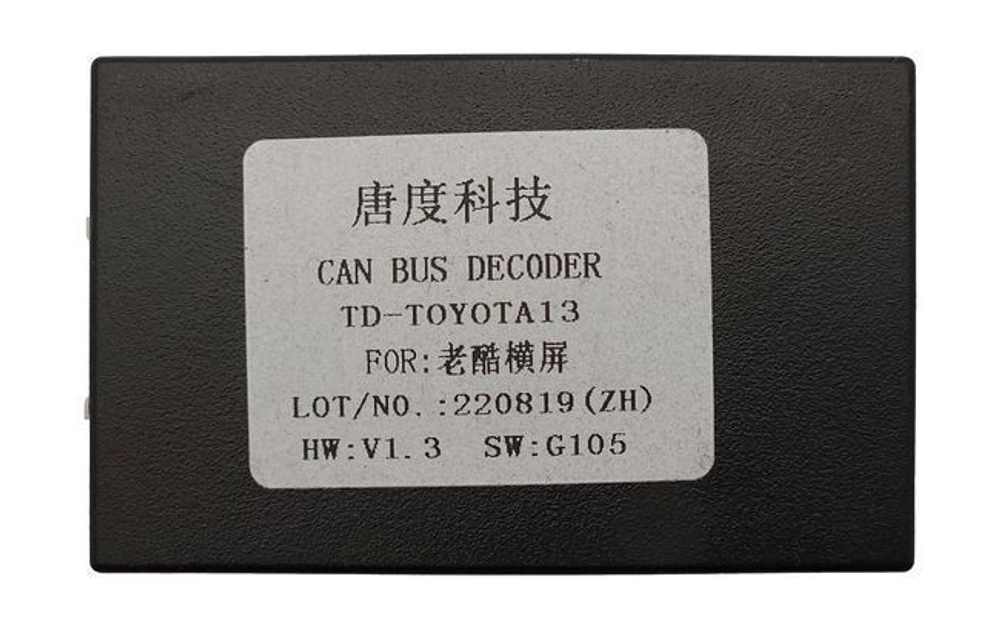 唐度科技
CAN BUS DECODER
TD-TOYOTA13
FOR:老酷横屏
LOT/NO.:220819(ZH)
HW:V1.3 SW:G105